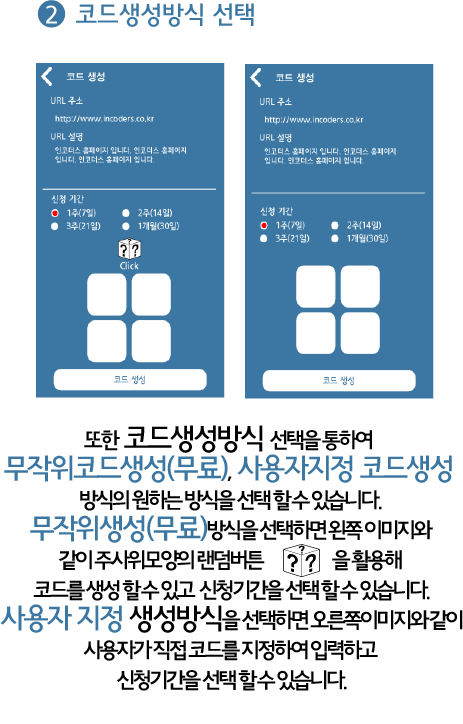 2 코드생성방식 선택
코드 생성
URL 주소
http://www.incoders.co.kr
URL 설명
인코더스 홈페이지 입니다. 인코더스 홈페이지
입니다. 인코더스 홈페이지 입니다.
신청 기간
1주(7일) 2주(14일)
3주(21일) 1개월(30일)
? ?
Click
코드 생성
코드 생성
URL 주소
http://www.incoders.co.kr
URL 설명
인코더스 홈페이지 입니다. 인코더스 홈페이지
입니다. 인코더스 홈페이지 입니다.
신청 기간
1주(7일) 2주(14일)
3주(21일) 1개월(30일)
코드 생성
또한 코드생성방식 선택을 통하여
무작위코드생성(무료), 사용자지정 코드생성
방식의 원하는 방식을 선택 할 수 있습니다.
무작위생성(무료)방식을 선택하면 왼쪽 이미지와
같이 주사위모양의 랜덤버튼 ? ? 을 활용해
코드를 생성 할 수 있고 신청기간을 선택 할 수 있습니다.
사용자 지정 생성방식을 선택하면 오른쪽이미지와 같이
사용자가 직접 코드를 지정하여 입력하고
신청기간을 선택 할 수 있습니다.